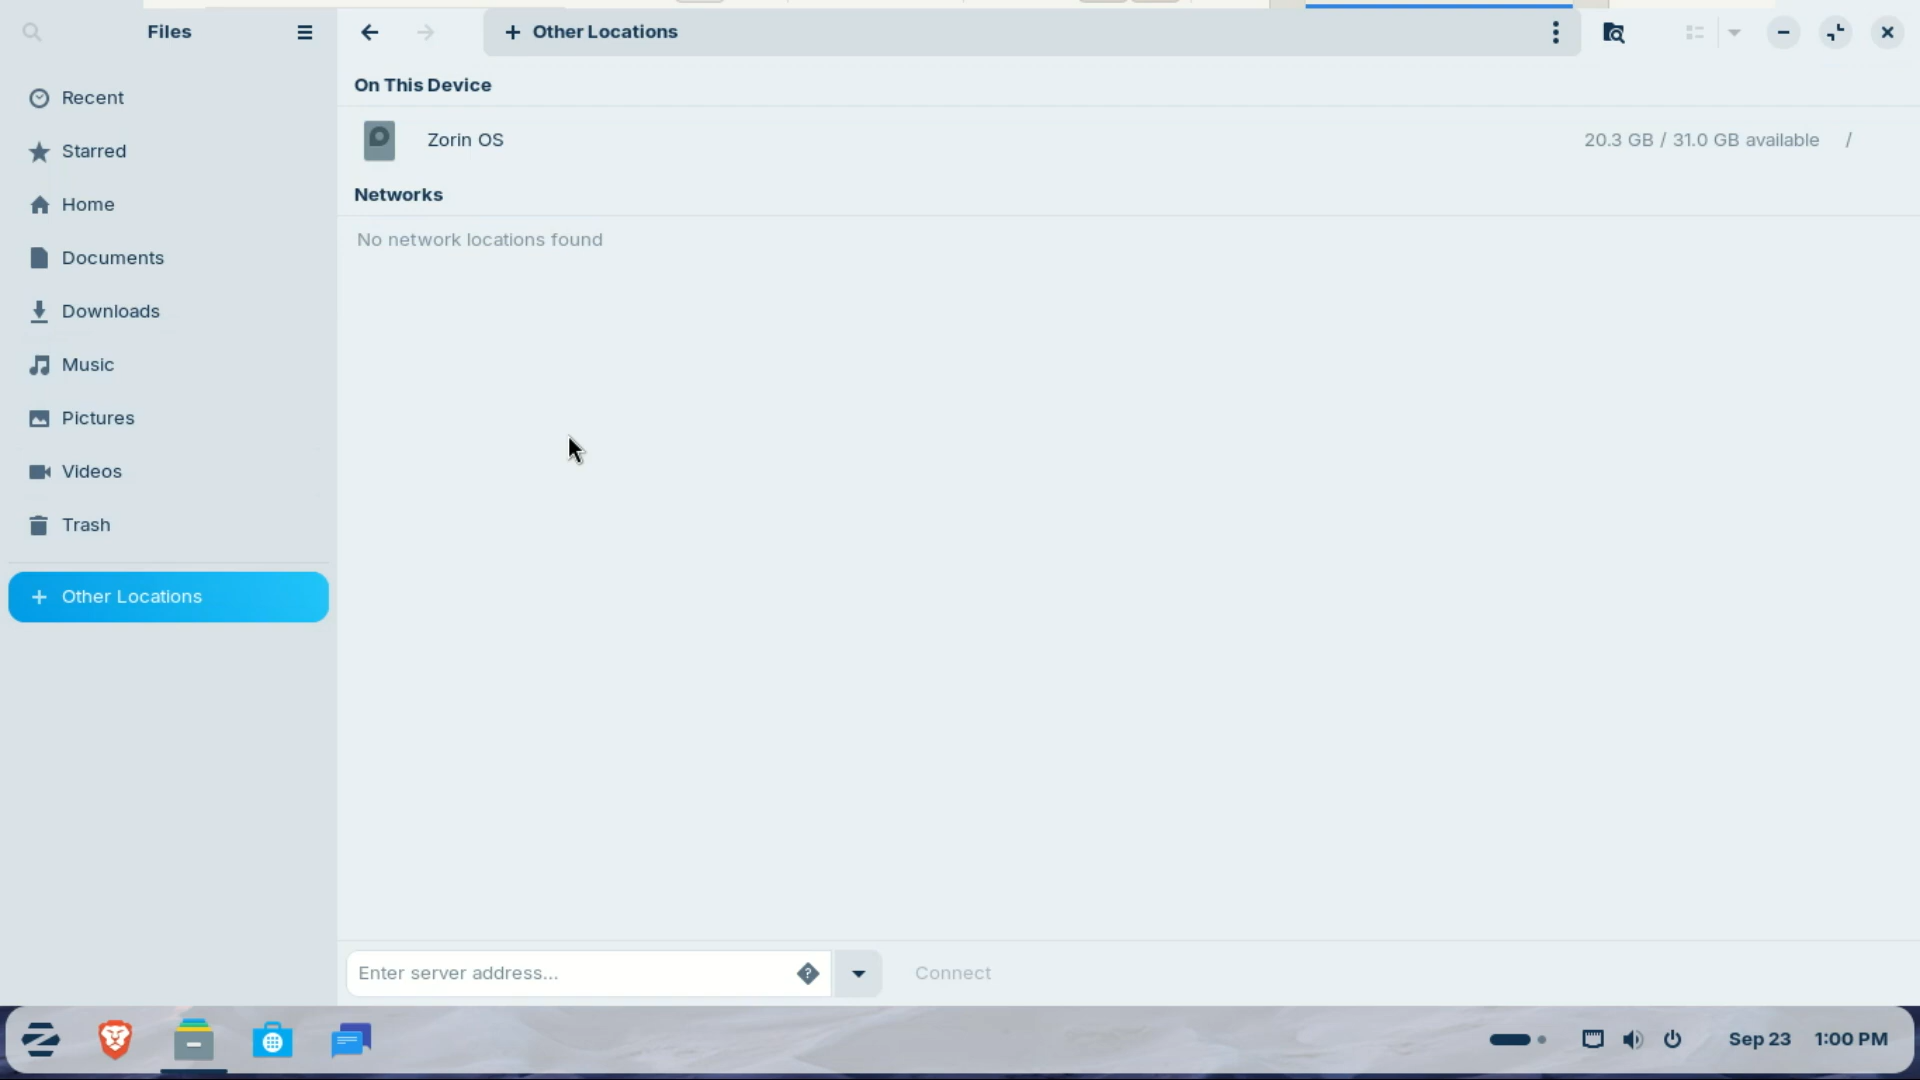 Files
Other Locations
Recent
Starred
Home
Documents
Downloads
Music
Pictures
Videos
Trash
Other Locations
On This Device
Zorin OS
20.3 GB / 31.0 GB available /
Networks
No network locations found
Enter server address...
Connect
Sep 23 1:00 PM